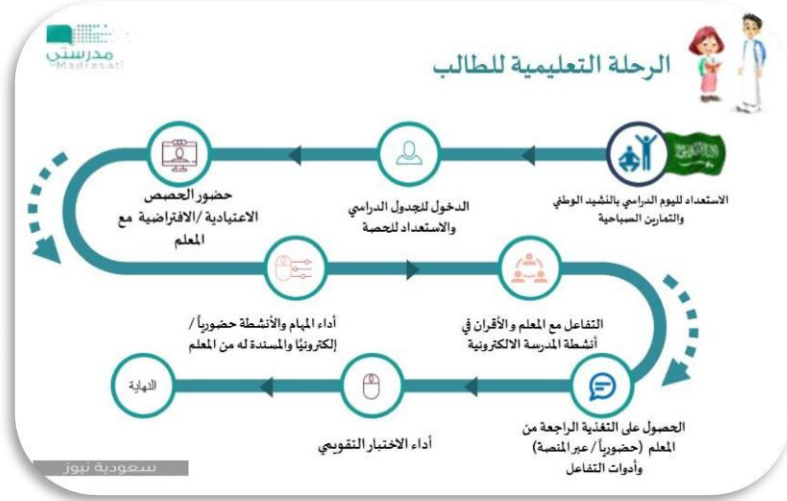 مدرستي
Madrasati
الرحلة التعليمية للطالب
الاستعداد لليوم الدراسي بالنشيد الوطني
والتمارين الصباحية
الدخول للجدول الدراسي
والاستعداد للحصة
حضور الحصص
الاعتيادية /الافتراضية مع
المعلم
أداء المهام والأنشطة حضورياً /
إلكترونيًا والمسندة له من المعلم
التفاعل مع المعلم و الأقران في
أنشطة المدرسة الالكترونية
الحصول على التغذية الراجعة من
المعلم (حضورياً / عبر المنصة)
وأدوات التفاعل
أداء الاختبار التقويمي
النهاية
سعودية نيوز